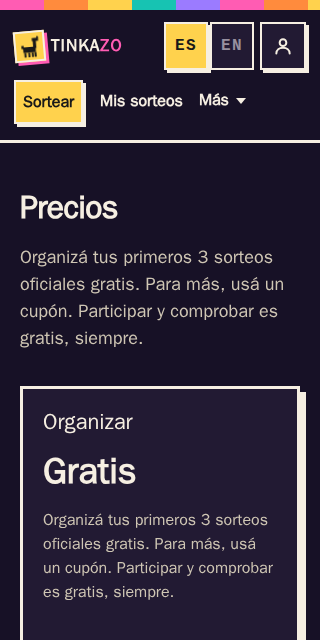 TINKAZO
ES
EN
Sortear
Mis sorteos
Más
Precios
Organizá tus primeros 3 sorteos
oficiales gratis. Para más, usá un
cupón. Participar y comprobar es
gratis, siempre.
Organizar
Gratis
Organizá tus primeros 3 sorteos
oficiales gratis. Para más, usá
un cupón. Participar y comprobar
es gratis, siempre.